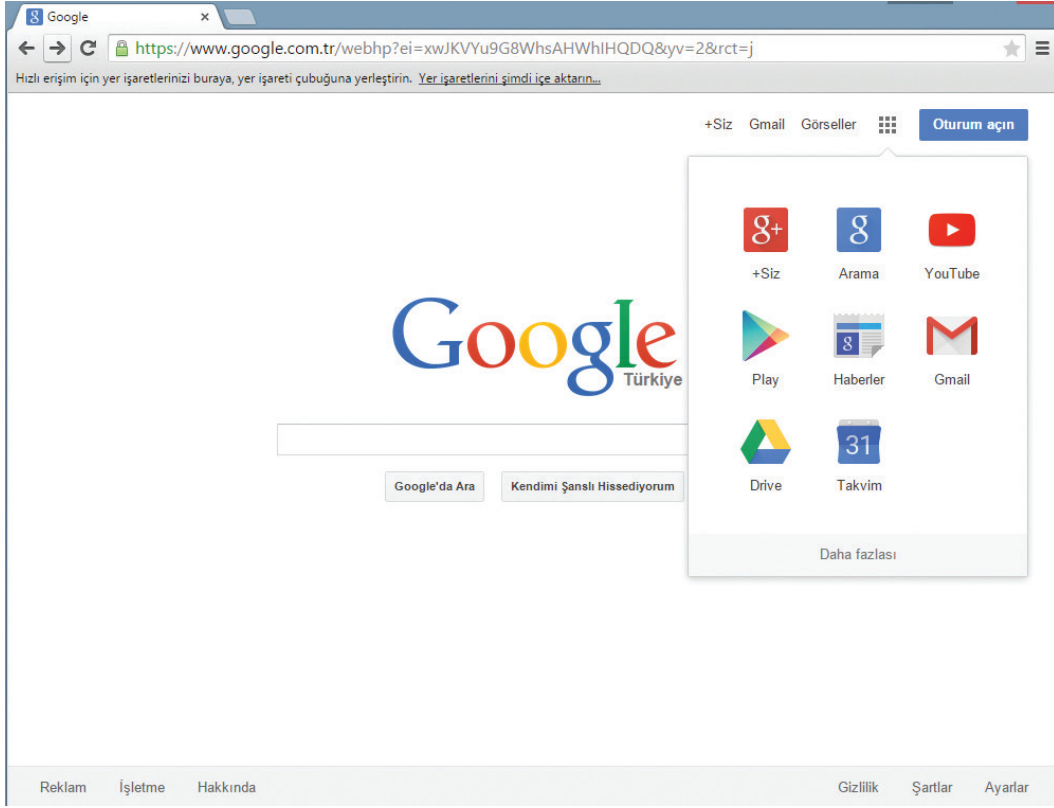 Google
https://www.google.com.tr/webhp?ei=xwJKVYu9G8WhsAHWhIHQDQ&yv=2&rct=j
Hızlı erişim için yer işaretlerinizi buraya, yer işareti çubuğuna yerleştirin. Yer işaretlerini şimdi içe aktarın...
+Siz Gmail Görseller Oturum açın
g+ g
+Siz Arama YouTube
Google
Türkiye
g
Play Haberler Gmail
31
Drive Takvim
Google'da Ara Kendimi Şanslı Hissediyorum
Daha fazlası
Reklam İşletme Hakkında Gizlilik Şartlar Ayarlar